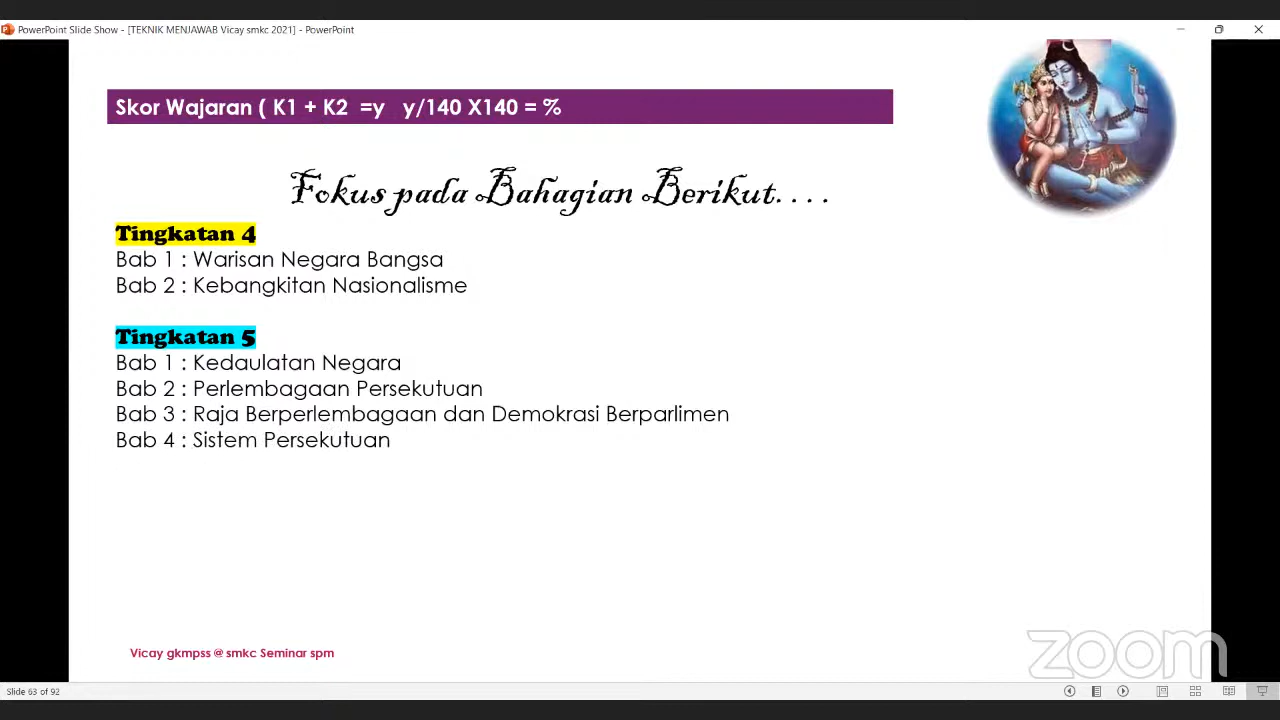 PowerPoint Slide Show - [TEKNIK MENJAWAB Vicay smkc 2021] - PowerPoint
Skor Wajaran ( K1 + K2 =y y/140 X140 = %
Fokus pada Bahagian Berikut....
Tingkatan 4
Bab 1 : Warisan Negara Bangsa
Bab 2 : Kebangkitan Nasionalisme
Tingkatan 5
Bab 1 : Kedaulatan Negara
Bab 2 : Perlembagaan Persekutuan
Bab 3 : Raja Berperlembagaan dan Demokrasi Berparlimen
Bab 4 : Sistem Persekutuan
Vicay gkmpss @ smkc Seminar spm
zoom
Slide 63 of 92